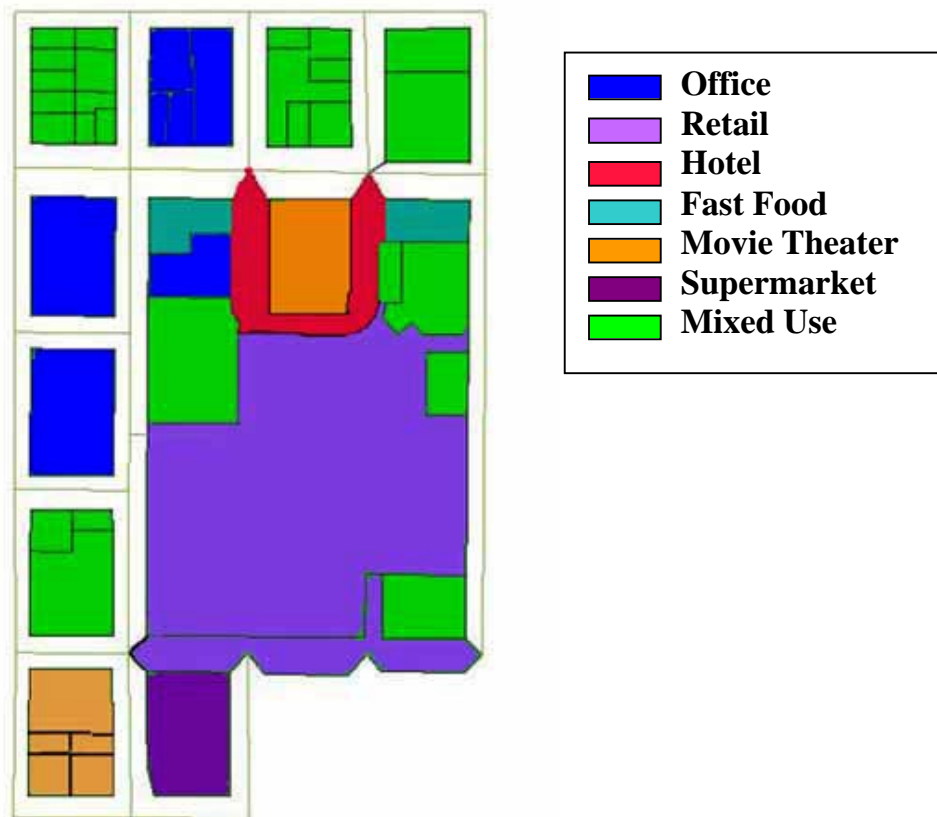 Office
Retail
Hotel
Fast Food
Movie Theater
Supermarket
Mixed Use